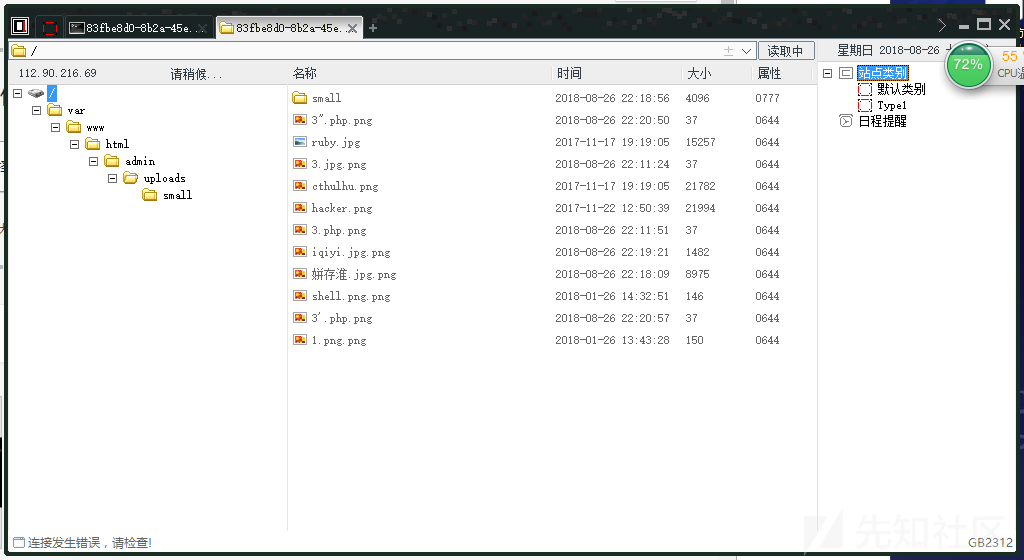 83fbe8d0-8b2a-45e...
83fbe8d0-8b2a-45e...
/
读取中
星期日 2018-08-26
72%
55
CPU温
112.90.216.69 请稍候...
/
var
www
html
admin
uploads
small
名称 时间 大小 属性
small 2018-08-26 22:18:56 4096 0777
3".php.png 2018-08-26 22:20:50 37 0644
ruby.jpg 2017-11-17 19:19:05 15257 0644
3.jpg.png 2018-08-26 22:11:24 37 0644
cthulhu.png 2017-11-17 19:19:05 21782 0644
hacker.png 2017-11-22 12:50:39 21994 0644
3.php.png 2018-08-26 22:11:51 37 0644
iqiyi.jpg.png 2018-08-26 22:19:21 1482 0644
姘存淮.jpg.png 2018-08-26 22:18:09 8975 0644
shell.png.png 2018-01-26 14:32:51 146 0644
3'.php.png 2018-08-26 22:20:57 37 0644
1.png.png 2018-01-26 13:43:28 150 0644
站点类别
默认类别
Type1
日程提醒
连接发生错误，请检查!
先知社区
GB2312